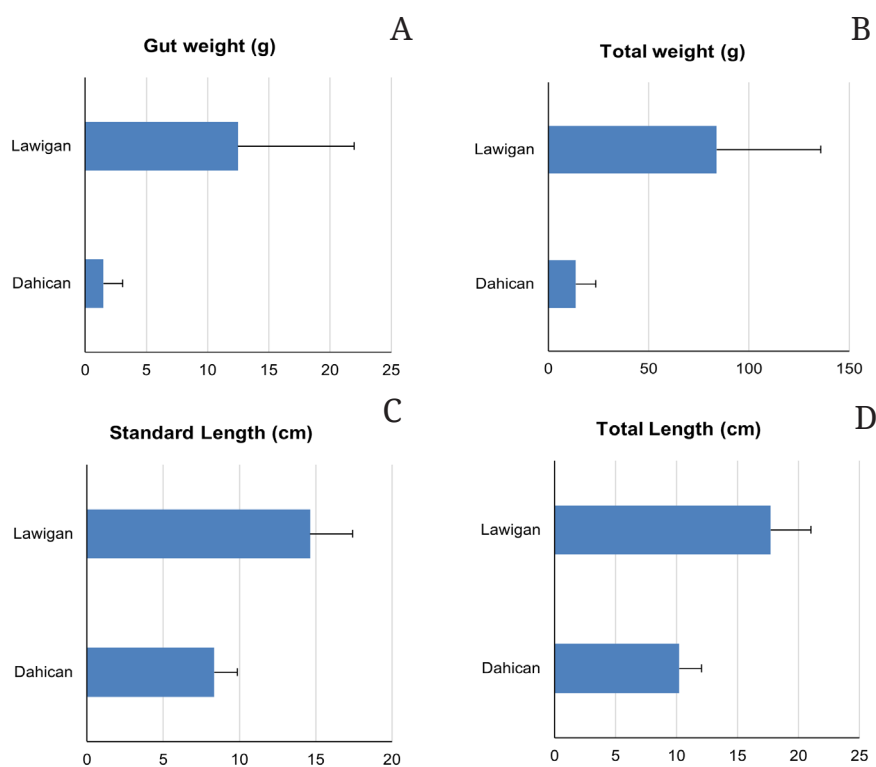 A
Gut weight (g)
Lawigan
Dahican
0 5 10 15 20 25
B
Total weight (g)
Lawigan
Dahican
0 50 100 150
C
Standard Length (cm)
Lawigan
Dahican
0 5 10 15 20
D
Total Length (cm)
Lawigan
Dahican
0 5 10 15 20 25